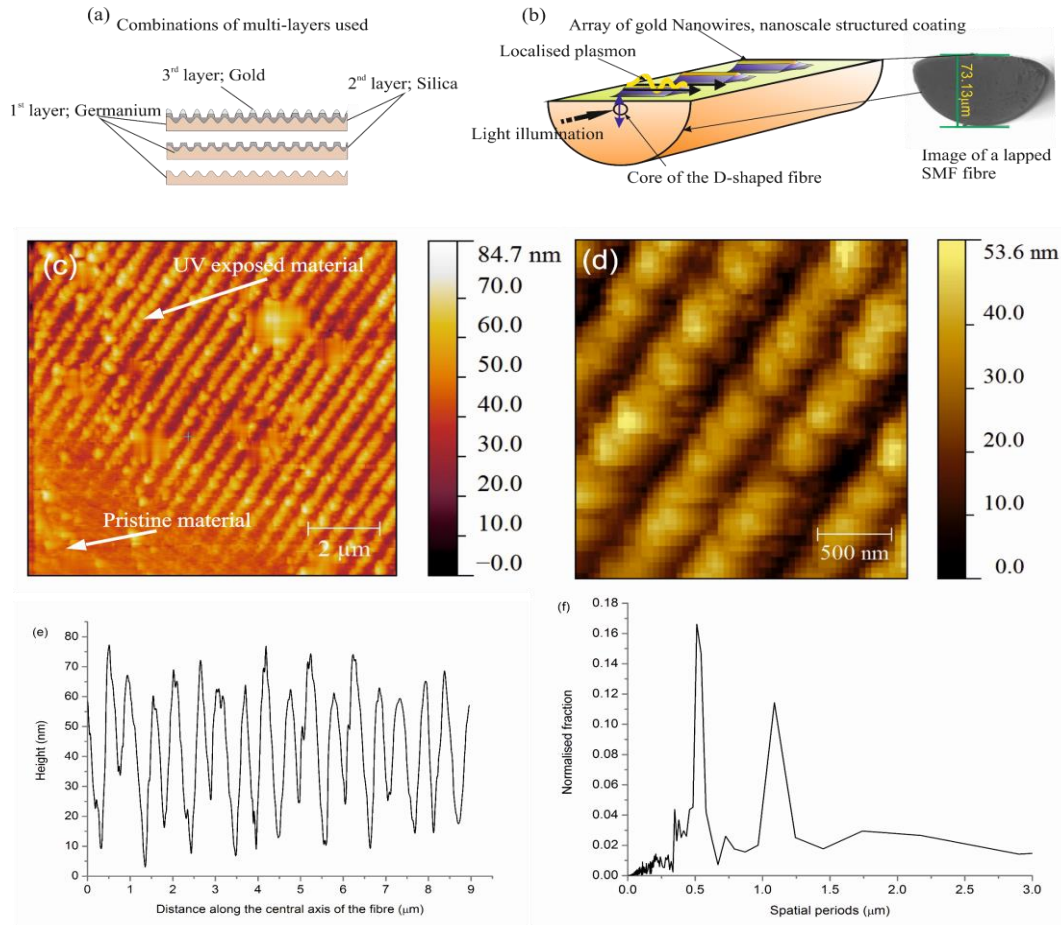 (a)
Combinations of multi-layers used
3rd layer; Gold
2nd layer; Silica
1st layer; Germanium
(b)
Array of gold Nanowires, nanoscale structured coating
Localised plasmon
Light illumination
Core of the D-shaped fibre
73.13μm
Image of a lapped
SMF fibre
(c)
UV exposed material
Pristine material
2 μm
84.7 nm
70.0
60.0
50.0
40.0
30.0
20.0
10.0
−0.0
(d)
500 nm
53.6 nm
40.0
30.0
20.0
10.0
0.0
(e)
80
70
60
50
40
30
20
10
0
Height (nm)
0 1 2 3 4 5 6 7 8 9
Distance along the central axis of the fibre (μm)
(f)
0.18
0.16
0.14
0.12
0.10
0.08
0.06
0.04
0.02
0.00
Normalised fraction
0.0 0.5 1.0 1.5 2.0 2.5 3.0
Spatial periods (μm)